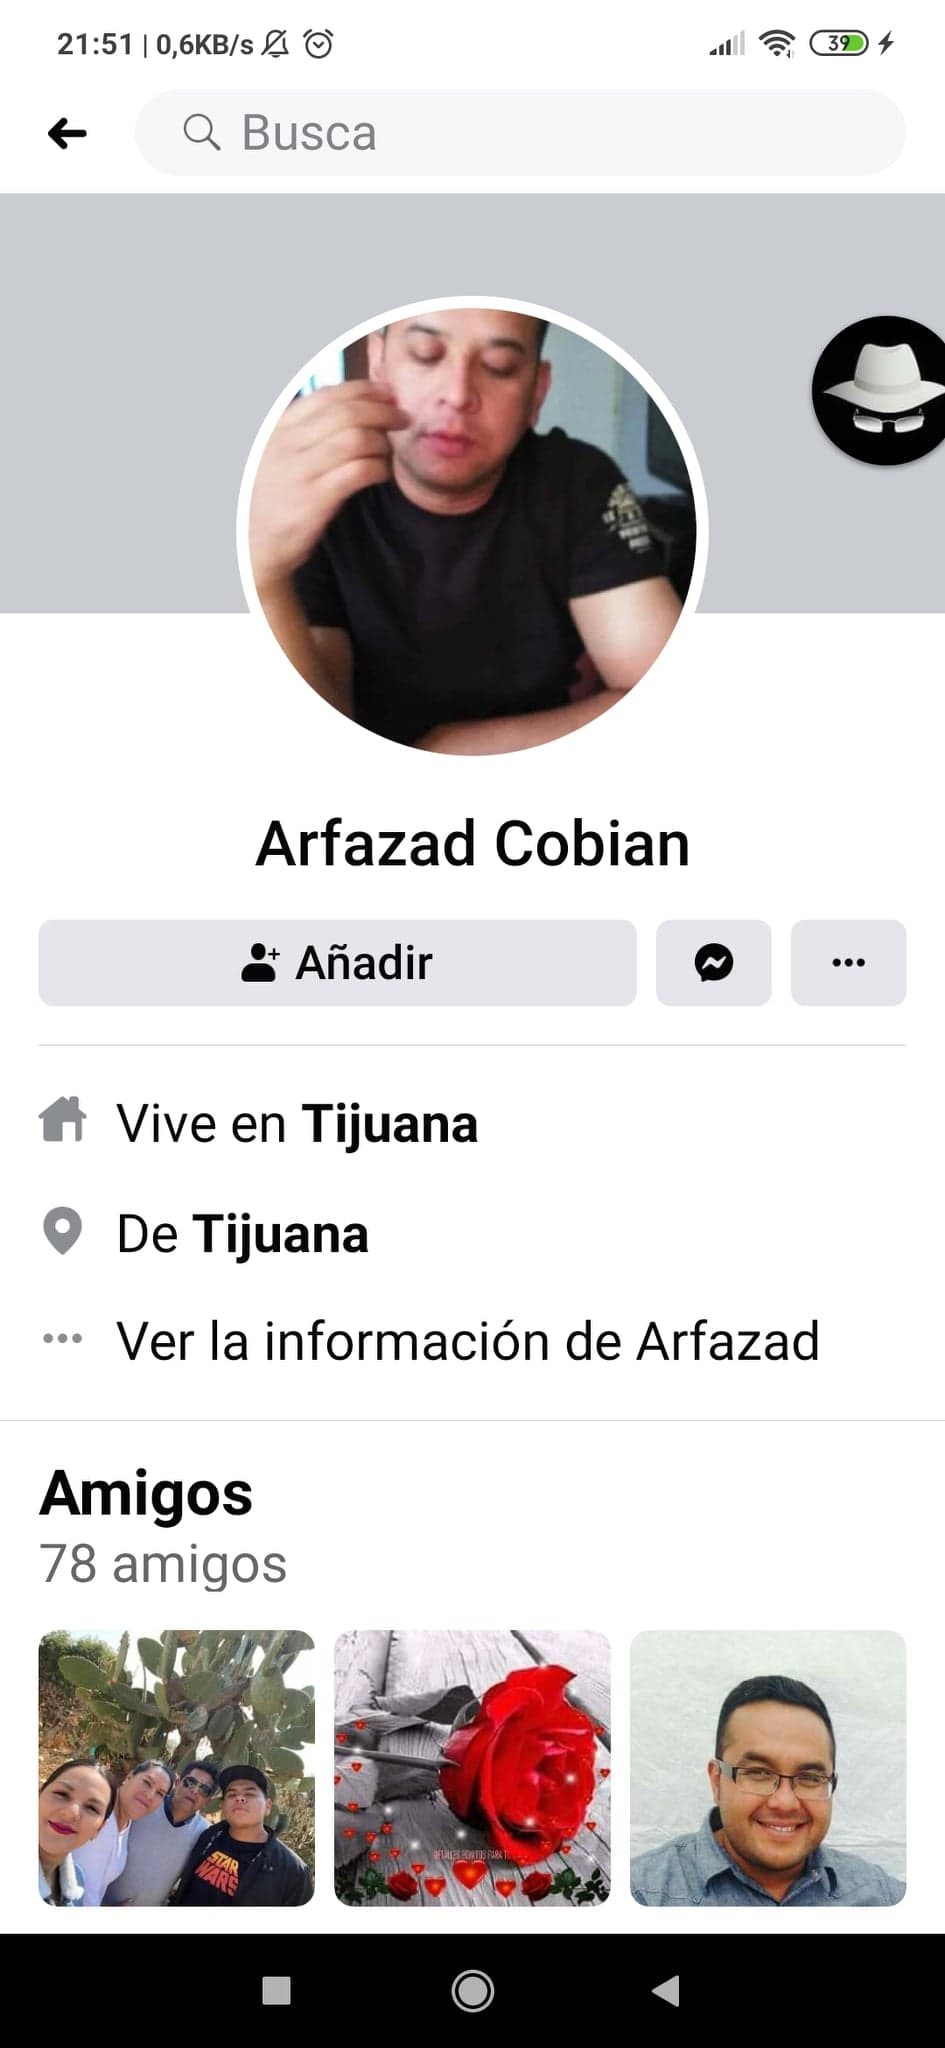 21:51 | 0,6KB/s
39
Busca
Arfazad Cobian
Añadir
Vive en Tijuana
De Tijuana
Ver la información de Arfazad
Amigos
78 amigos
STAR
WARS